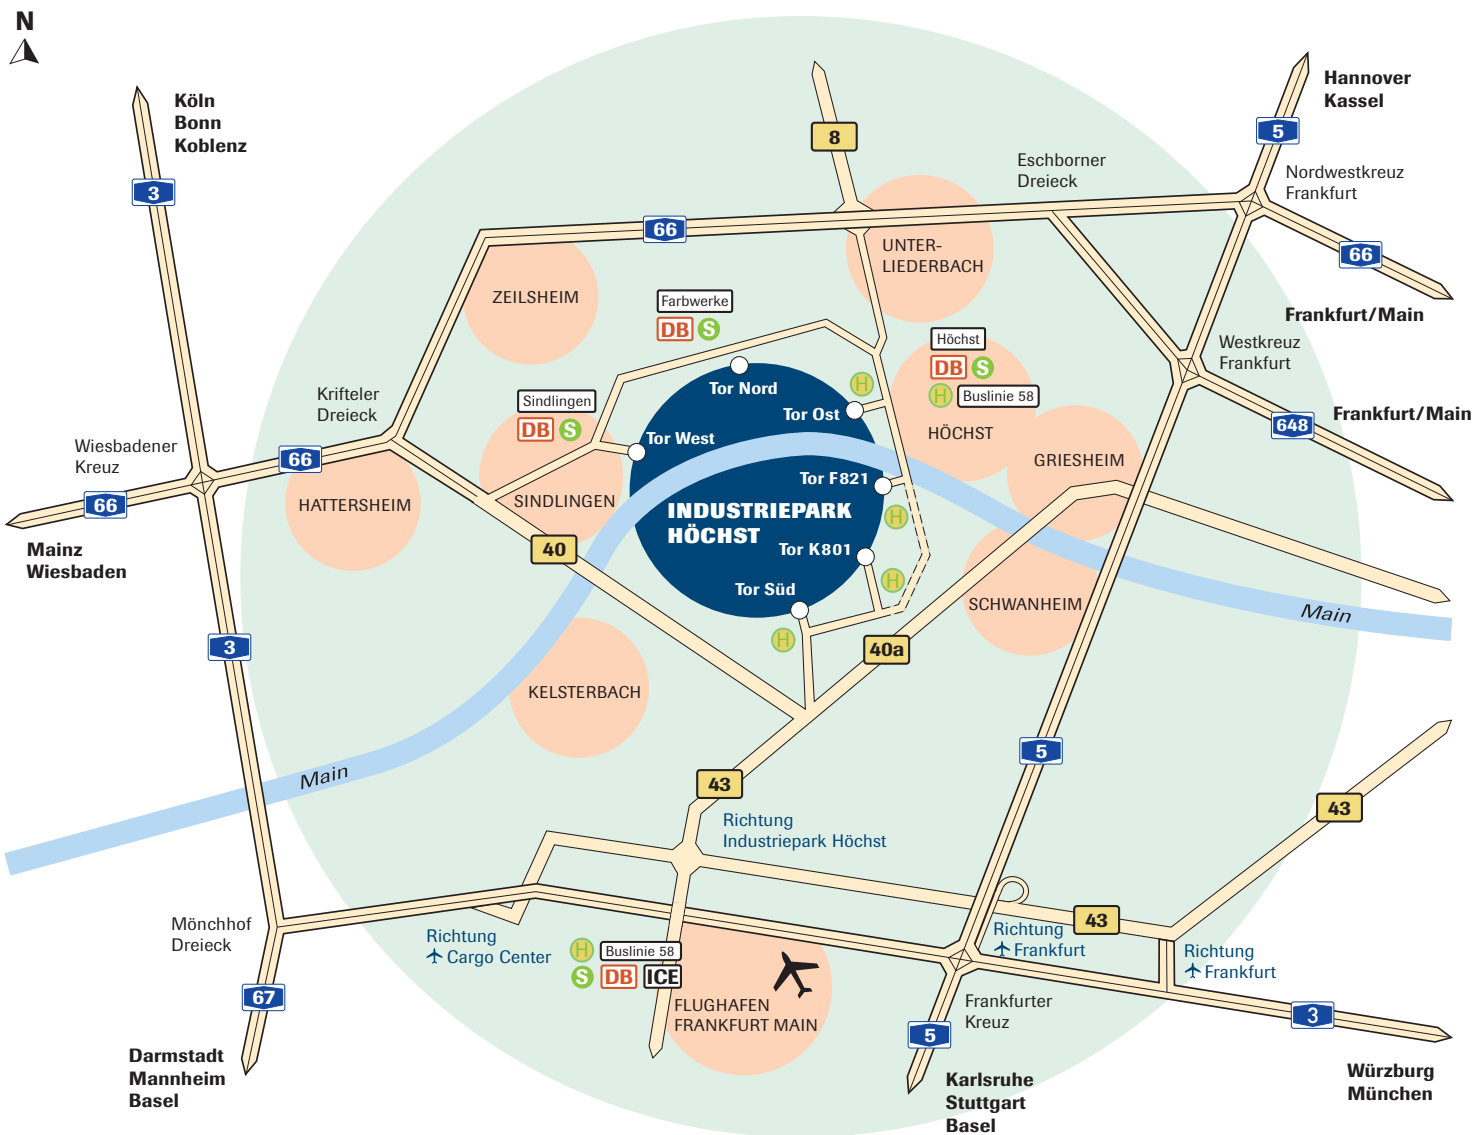 N
Köln
Bonn
Koblenz
3
8
Hannover
Kassel
5
Eschborner
Dreieck
Nordwestkreuz
Frankfurt
66
66
Frankfurt/Main
UNTER-
LIEDERBACH
ZEILSHEIM
Farbwerke
DB S
Höchst
DB S
H Buslinie 58
HÖCHST
Westkreuz
Frankfurt
648
Frankfurt/Main
Krifteler
Dreieck
Sindlingen
DB S
Tor Nord
H
Tor Ost
Tor West
Wiesbadener
Kreuz
66
66
Mainz
Wiesbaden
HATTERSHEIM
SINDLINGEN
GRIESHEIM
Tor F821
INDUSTRIEPARK
HÖCHST
H
40
Tor K801
H
Tor Süd
H
SCHWANHEIM
Main
3
40a
KELSTERBACH
Main
5
43
43
Richtung
Industriepark Höchst
Mönchhof
Dreieck
Richtung
Cargo Center
H Buslinie 58
S DB ICE
43
Richtung
Frankfurt
Richtung
Frankfurt
67
FLUGHAFEN
FRANKFURT MAIN
Frankfurter
Kreuz
3
5
Darmstadt
Mannheim
Basel
Karlsruhe
Stuttgart
Basel
Würzburg
München